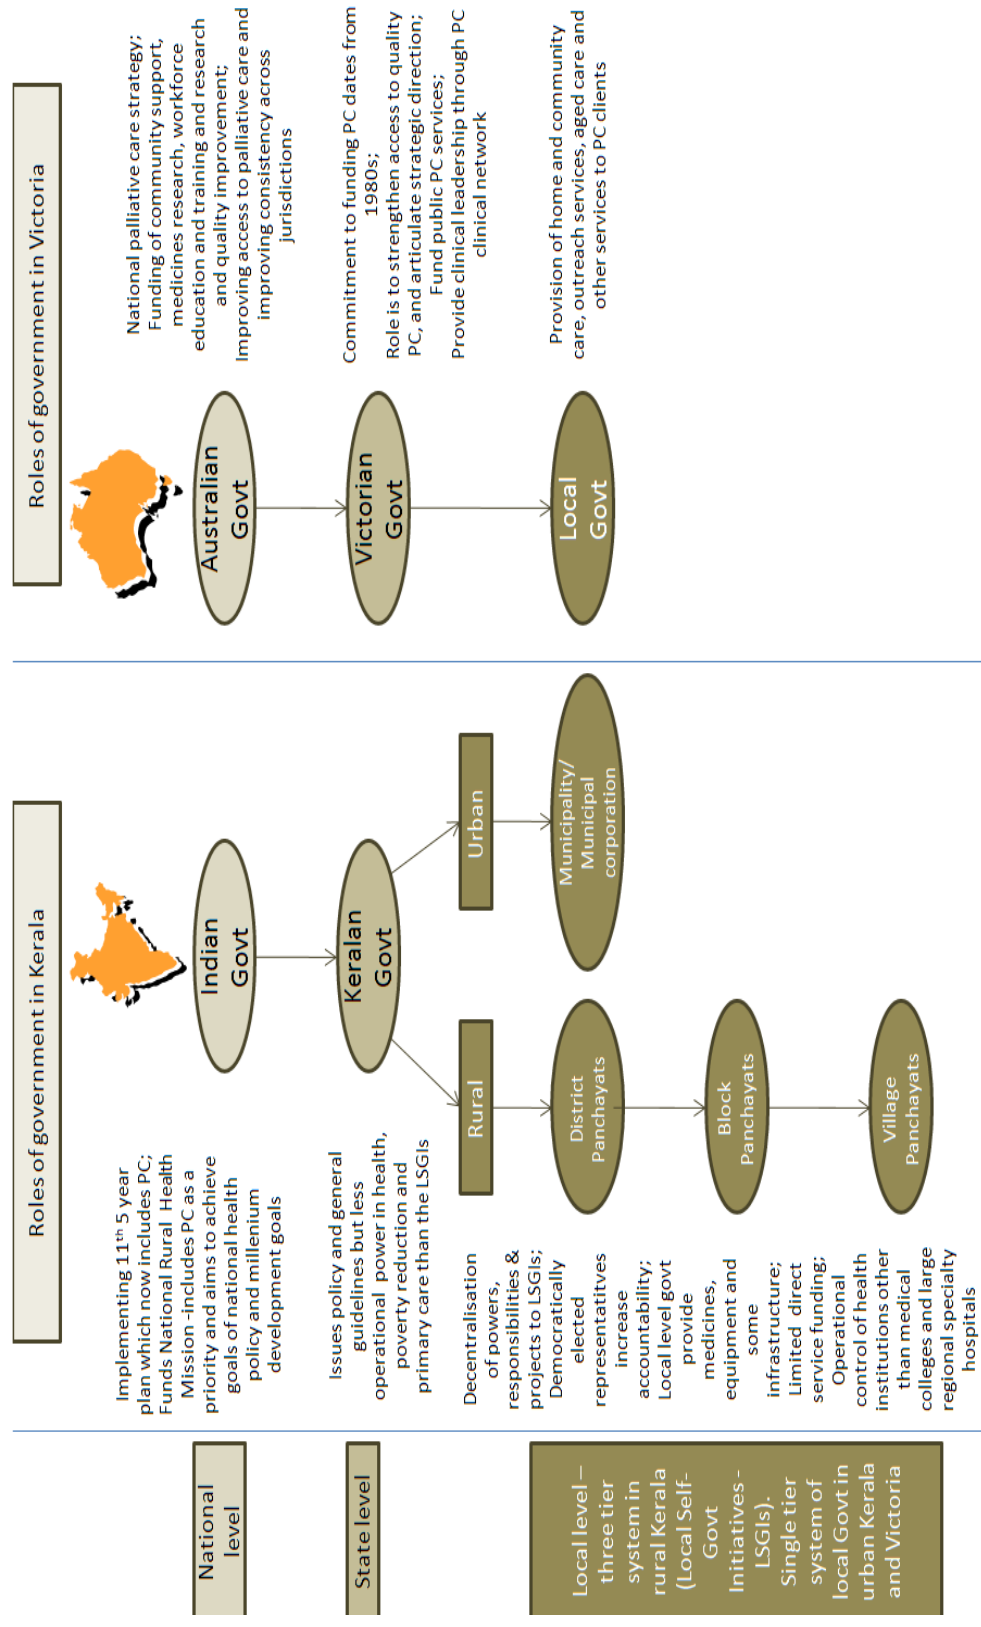 Roles of government in Kerala
Roles of government in Victoria
National
level
Implementing 11th 5 year
plan which now includes PC;
Funds National Rural Health
Mission -includes PC as a
priority and aims to achieve
goals of national health
policy and millenium
development goals
Indian
Govt
Australian
Govt
National palliative care strategy;
Funding of community support,
medicines research, workforce
education and training and research
and quality improvement;
Improving access to palliative care and
improving consistency across
jurisdictions
State level
Issues policy and general
guidelines but less
operational power in health,
poverty reduction and
primary care than the LSGIs
Keralan
Govt
Victorian
Govt
Commitment to funding PC dates from
1980s;
Role is to strengthen access to quality
PC, and articulate strategic direction;
Fund public PC services;
Provide clinical leadership through PC
clinical network
Local level –
three tier
system in
rural Kerala
(Local Self-
Govt
Initiatives -
LSGIs).
Single tier
system of
local Govt in
urban Kerala
and Victoria
Decentralisation
of powers,
responsibilities &
projects to LSGIs;
Democratically
elected
representatitves
increase
accountability;
Local level govt
provide
medicines,
equipment and
some
infrastructure;
Limited direct
service funding;
Operational
control of health
institutions other
than medical
colleges and large
regional specialty
hospitals
Rural
Urban
District
Panchayats
Block
Panchayats
Village
Panchayats
Municipality/
Municipal
corporation
Local
Govt
Provision of home and community
care, outreach services, aged care and
other services to PC clients